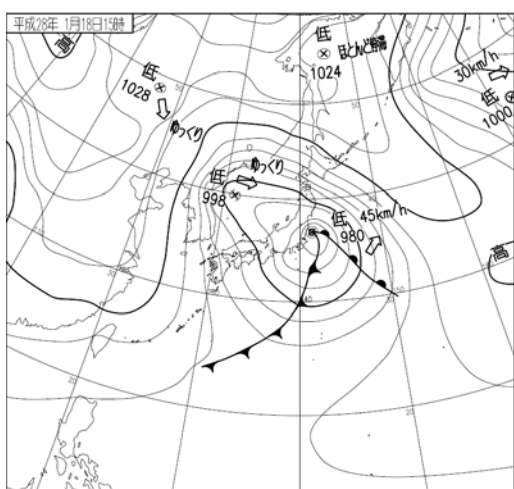 平成28年 1月18日15時
高
低
1028
ゆっくり
低
ほとんど停滞
1024
30km/h
低
1000
ゆっくり
低
998
低
45km/h
980
高